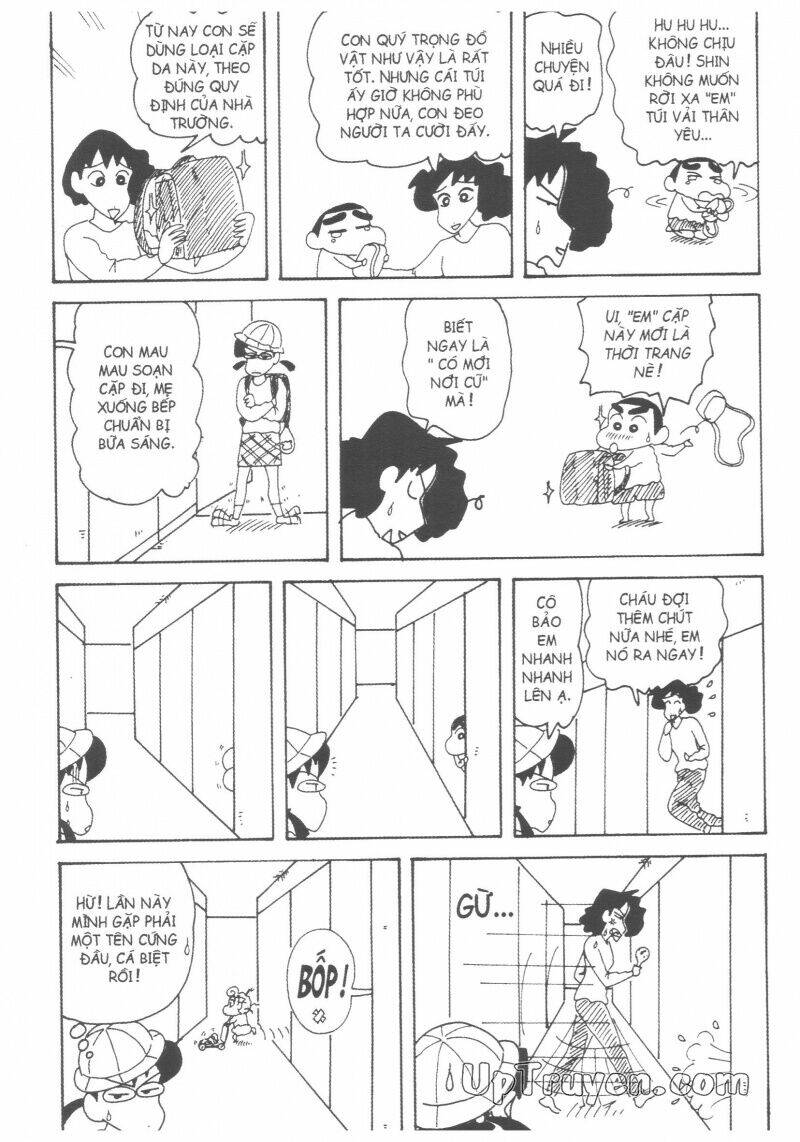 TỪ NAY CON SẼ
DÙNG LOẠI CẶP
DA NÀY, THEO
ĐÚNG QUY
ĐỊNH CỦA NHÀ
TRƯỜNG.
CON QUÝ TRỌNG ĐỒ
VẬT NHƯ VẬY LÀ RẤT
TỐT. NHƯNG CÁI TÚI
ẤY GIỜ KHÔNG PHÙ
HỢP NỮA, CON ĐEO
NGƯỜI TA CƯỜI ĐẤY.
NHIỀU
CHUYỆN
QUÁ ĐI!
HU HU HU...
KHÔNG CHỊU
ĐÂU! SHIN
KHÔNG MUỐN
RỜI XA "EM"
TÚI VẢI THÂN
YÊU...
CON MAU
MAU SOẠN
CẶP ĐI, MẸ
XUỐNG BẾP
CHUẨN BỊ
BỮA SÁNG.
BIẾT
NGAY LÀ
" CÓ MỚI
NỚI CŨ"
MÀ!
UI, "EM" CẶP
NÀY MỚI LÀ
THỜI TRANG
NÈ!
CÔ
BẢO
EM
NHANH
NHANH
LÊN Ạ.
CHÁU ĐỢI
THÊM CHÚT
NỮA NHÉ, EM
NÓ RA NGAY!
HỪ! LẦN NÀY
MÌNH GẶP PHẢI
MỘT TÊN CỨNG
ĐẦU, CÁ BIỆT
RỒI!
BỐP!
GỪ...
UpTruyen.com